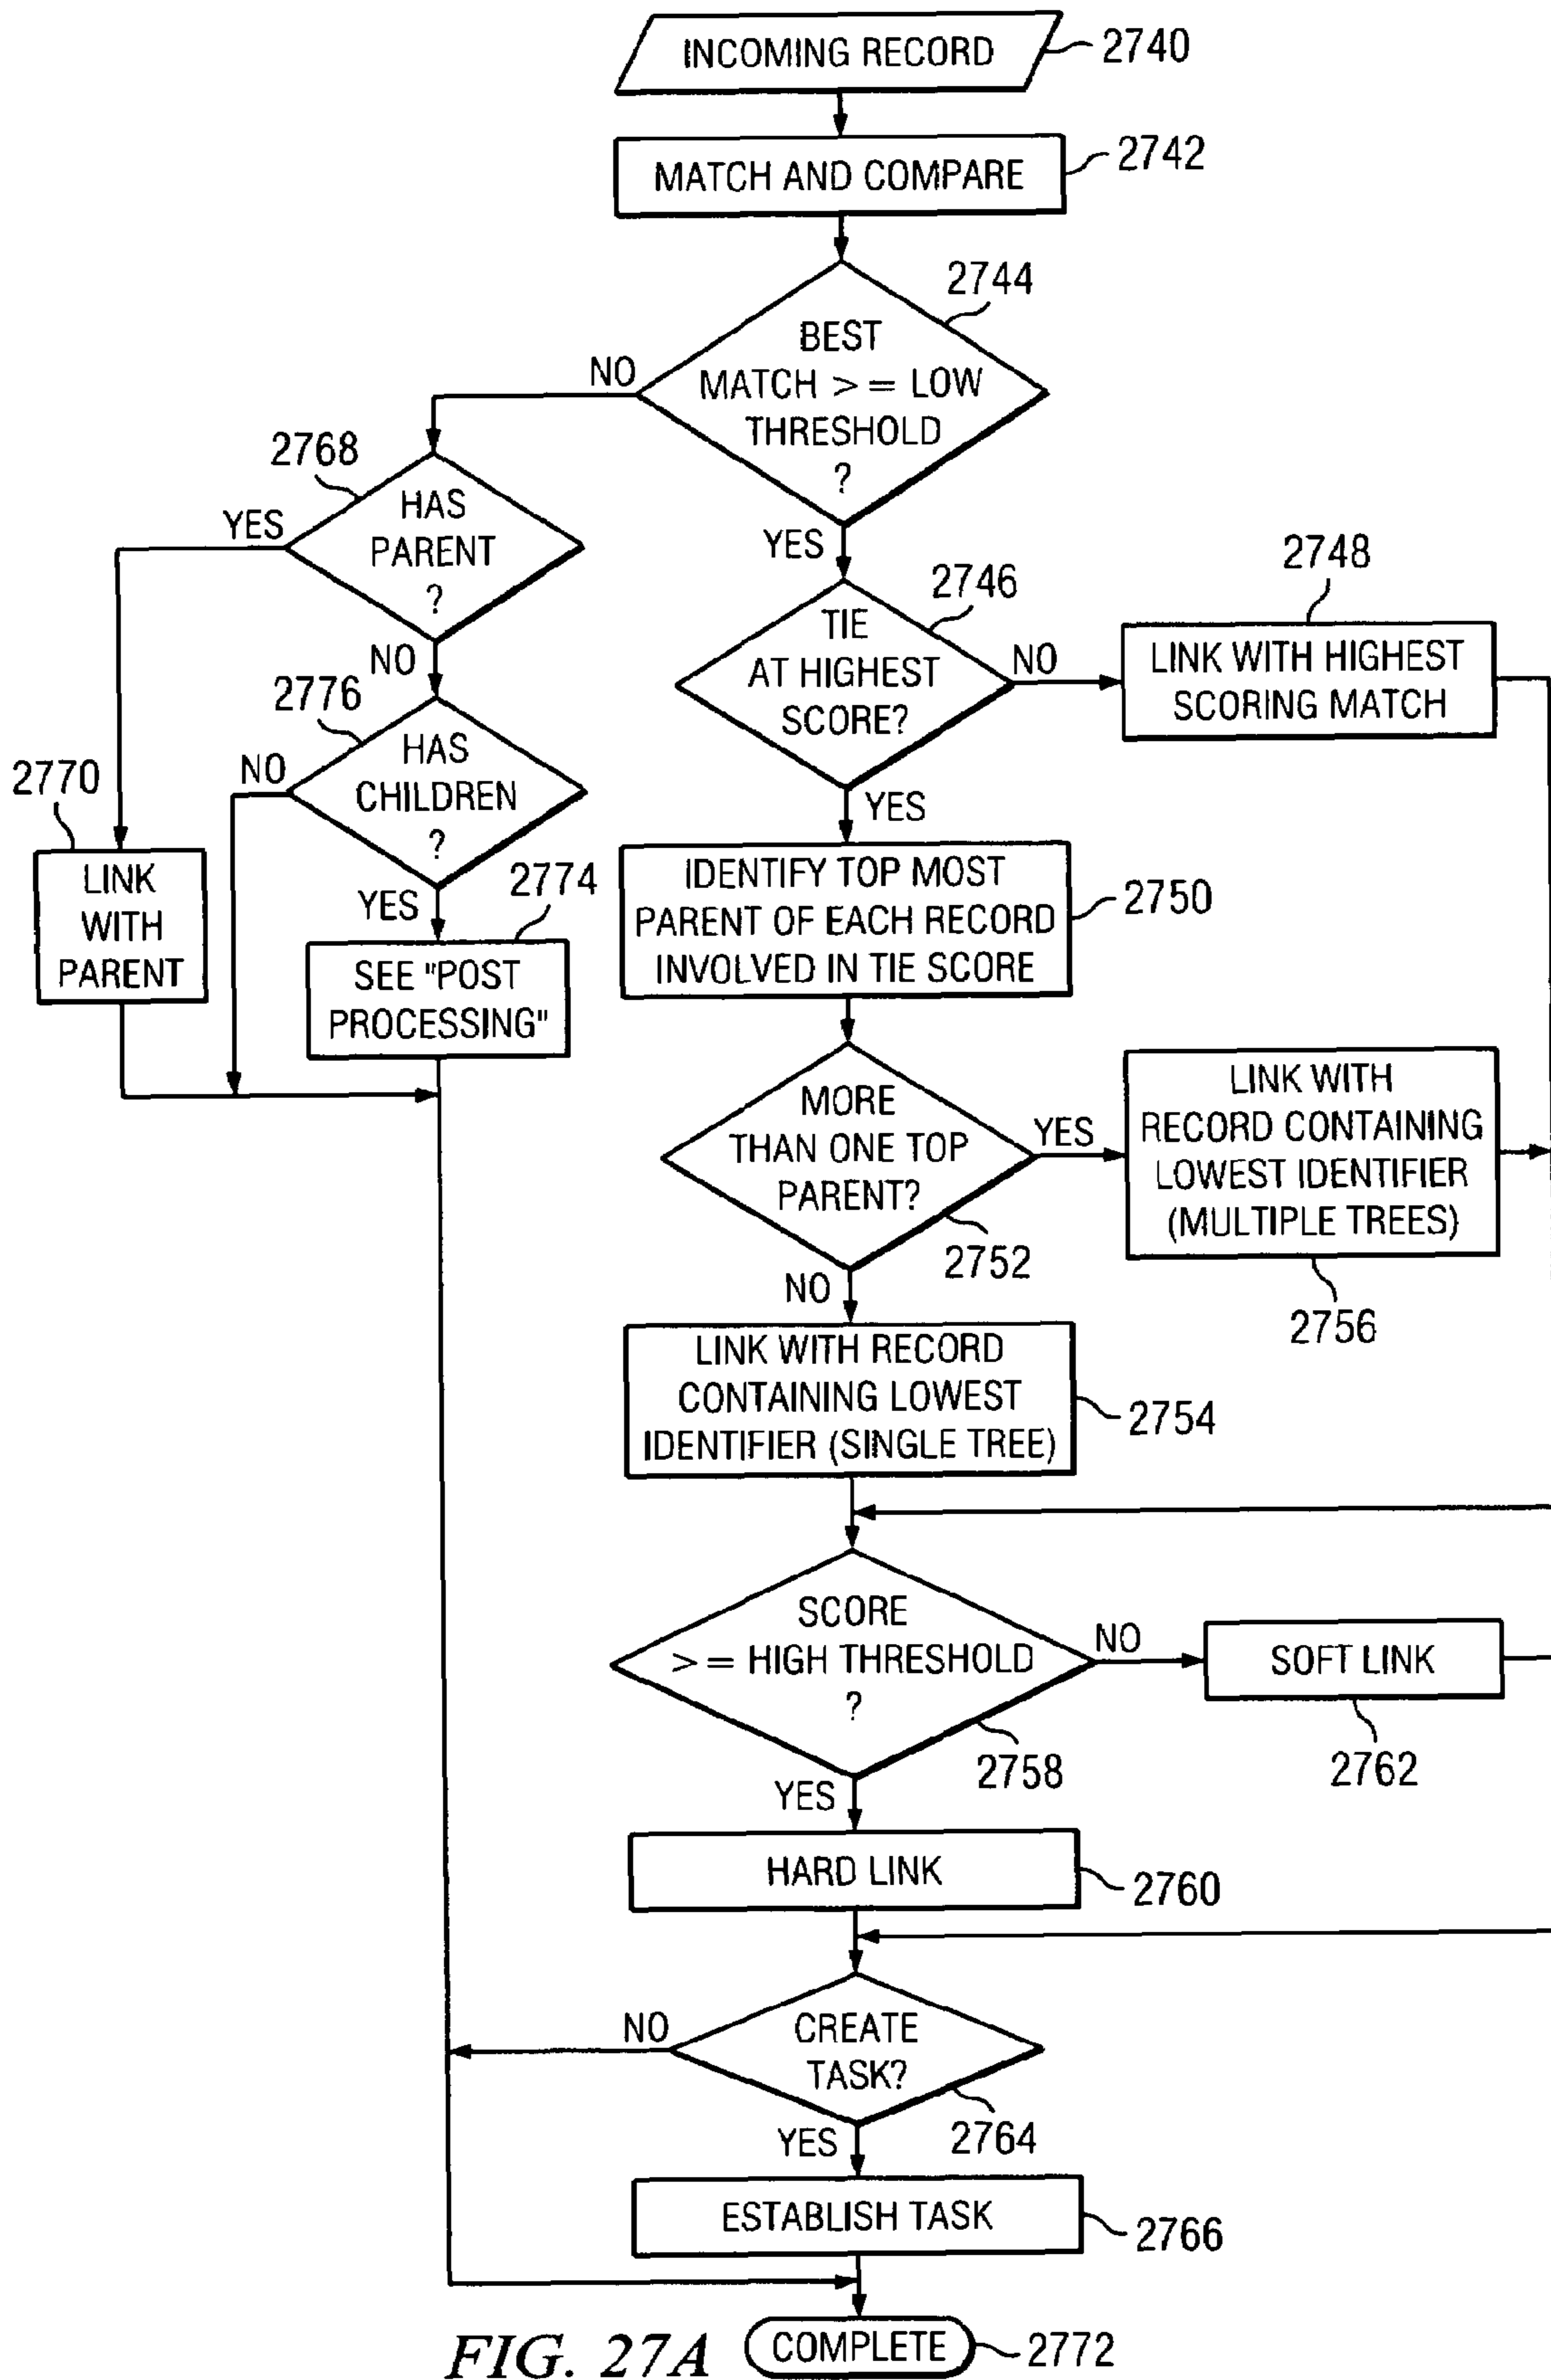 INCOMING RECORD
2740
MATCH AND COMPARE
2742
2744
BEST
MATCH >= LOW
THRESHOLD
?
NO
YES
2768
HAS
PARENT
?
YES
NO
2746
TIE
AT HIGHEST
SCORE?
NO
YES
2748
LINK WITH HIGHEST
SCORING MATCH
2776
HAS
CHILDREN
?
NO
YES
2770
LINK
WITH
PARENT
2774
SEE "POST
PROCESSING"
IDENTIFY TOP MOST
PARENT OF EACH RECORD
INVOLVED IN TIE SCORE
2750
MORE
THAN ONE TOP
PARENT?
2752
YES
NO
LINK WITH
RECORD CONTAINING
LOWEST IDENTIFIER
(MULTIPLE TREES)
2756
LINK WITH RECORD
CONTAINING LOWEST
IDENTIFIER (SINGLE TREE)
2754
SCORE
>= HIGH THRESHOLD
?
2758
NO
YES
SOFT LINK
2762
HARD LINK
2760
CREATE
TASK?
2764
NO
YES
ESTABLISH TASK
2766
COMPLETE
2772
FIG. 27A